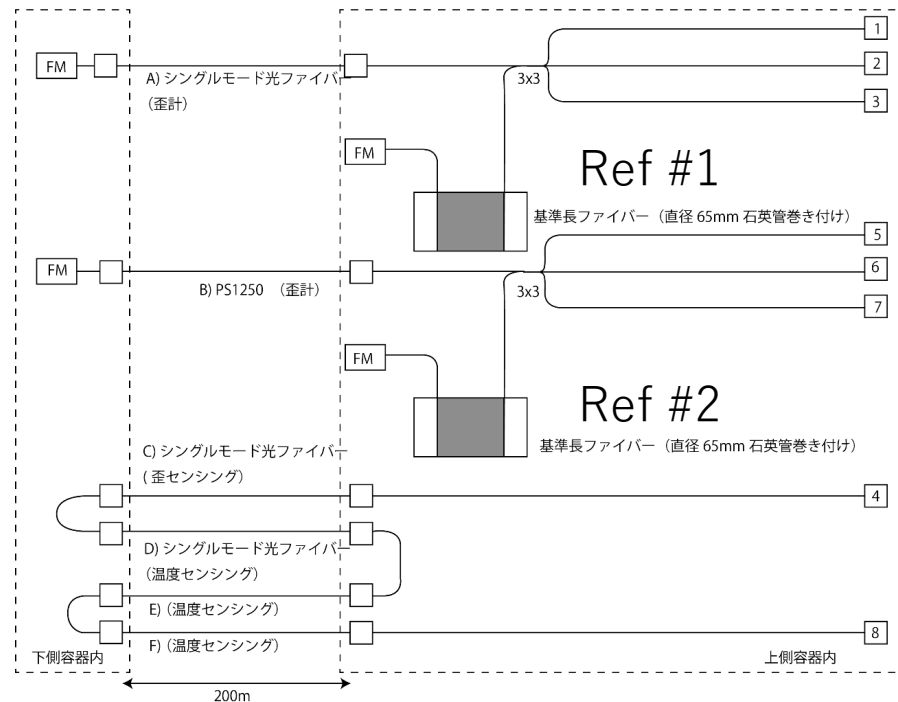 1
FM
2
A) シングルモード光ファイバー
(歪計)
3x3
3
FM
Ref #1
基準長ファイバー（直径 65mm 石英管巻き付け）
5
FM
6
B) PS1250　（歪計）
3x3
7
FM
Ref #2
基準長ファイバー（直径 65mm 石英管巻き付け）
C) シングルモード光ファイバー
( 歪センシング）
4
D) シングルモード光ファイバー
（温度センシング）
E)（温度センシング）
F)（温度センシング）
8
下側容器内
上側容器内
200m